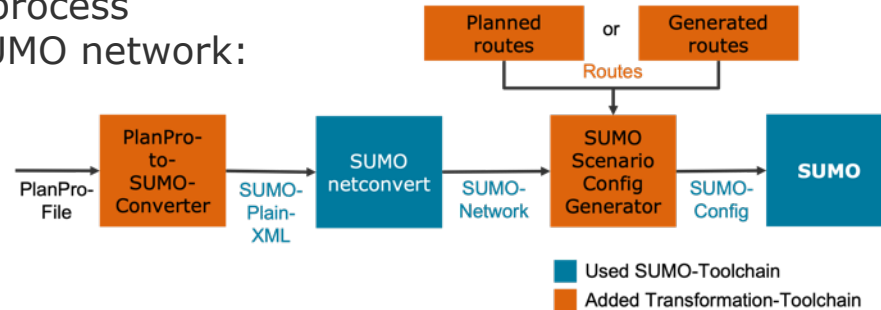 process
UMO network:
Planned
routes
or
Generated
routes
Routes
PlanPro-
File
PlanPro-
to-
SUMO-
Converter
SUMO-
Plain-
XML
SUMO
netconvert
SUMO-
Network
SUMO
Scenario
Config
Generator
SUMO-
Config
SUMO
Used SUMO-Toolchain
Added Transformation-Toolchain